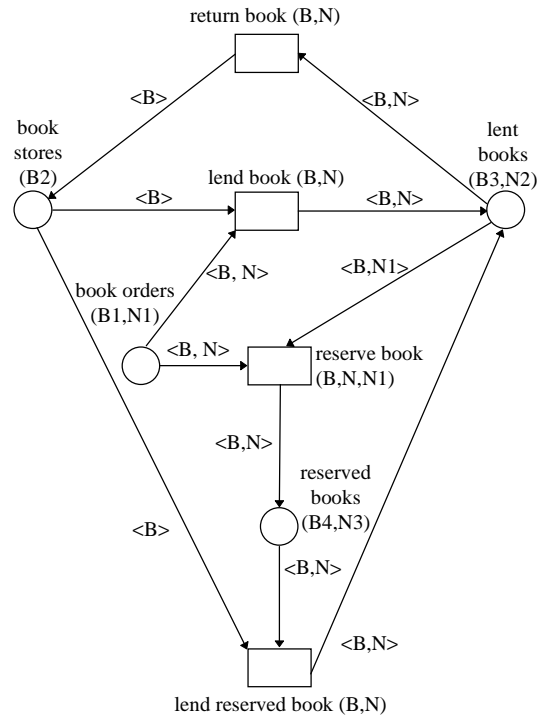 return book (B,N)
<B>
<B,N>
book
stores
(B2)
lent
books
(B3,N2)
lend book (B,N)
<B>
<B,N>
<B, N>
<B,N1>
book orders
(B1,N1)
<B, N>
reserve book
(B,N,N1)
<B,N>
reserved
books
(B4,N3)
<B>
<B,N>
<B,N>
lend reserved book (B,N)